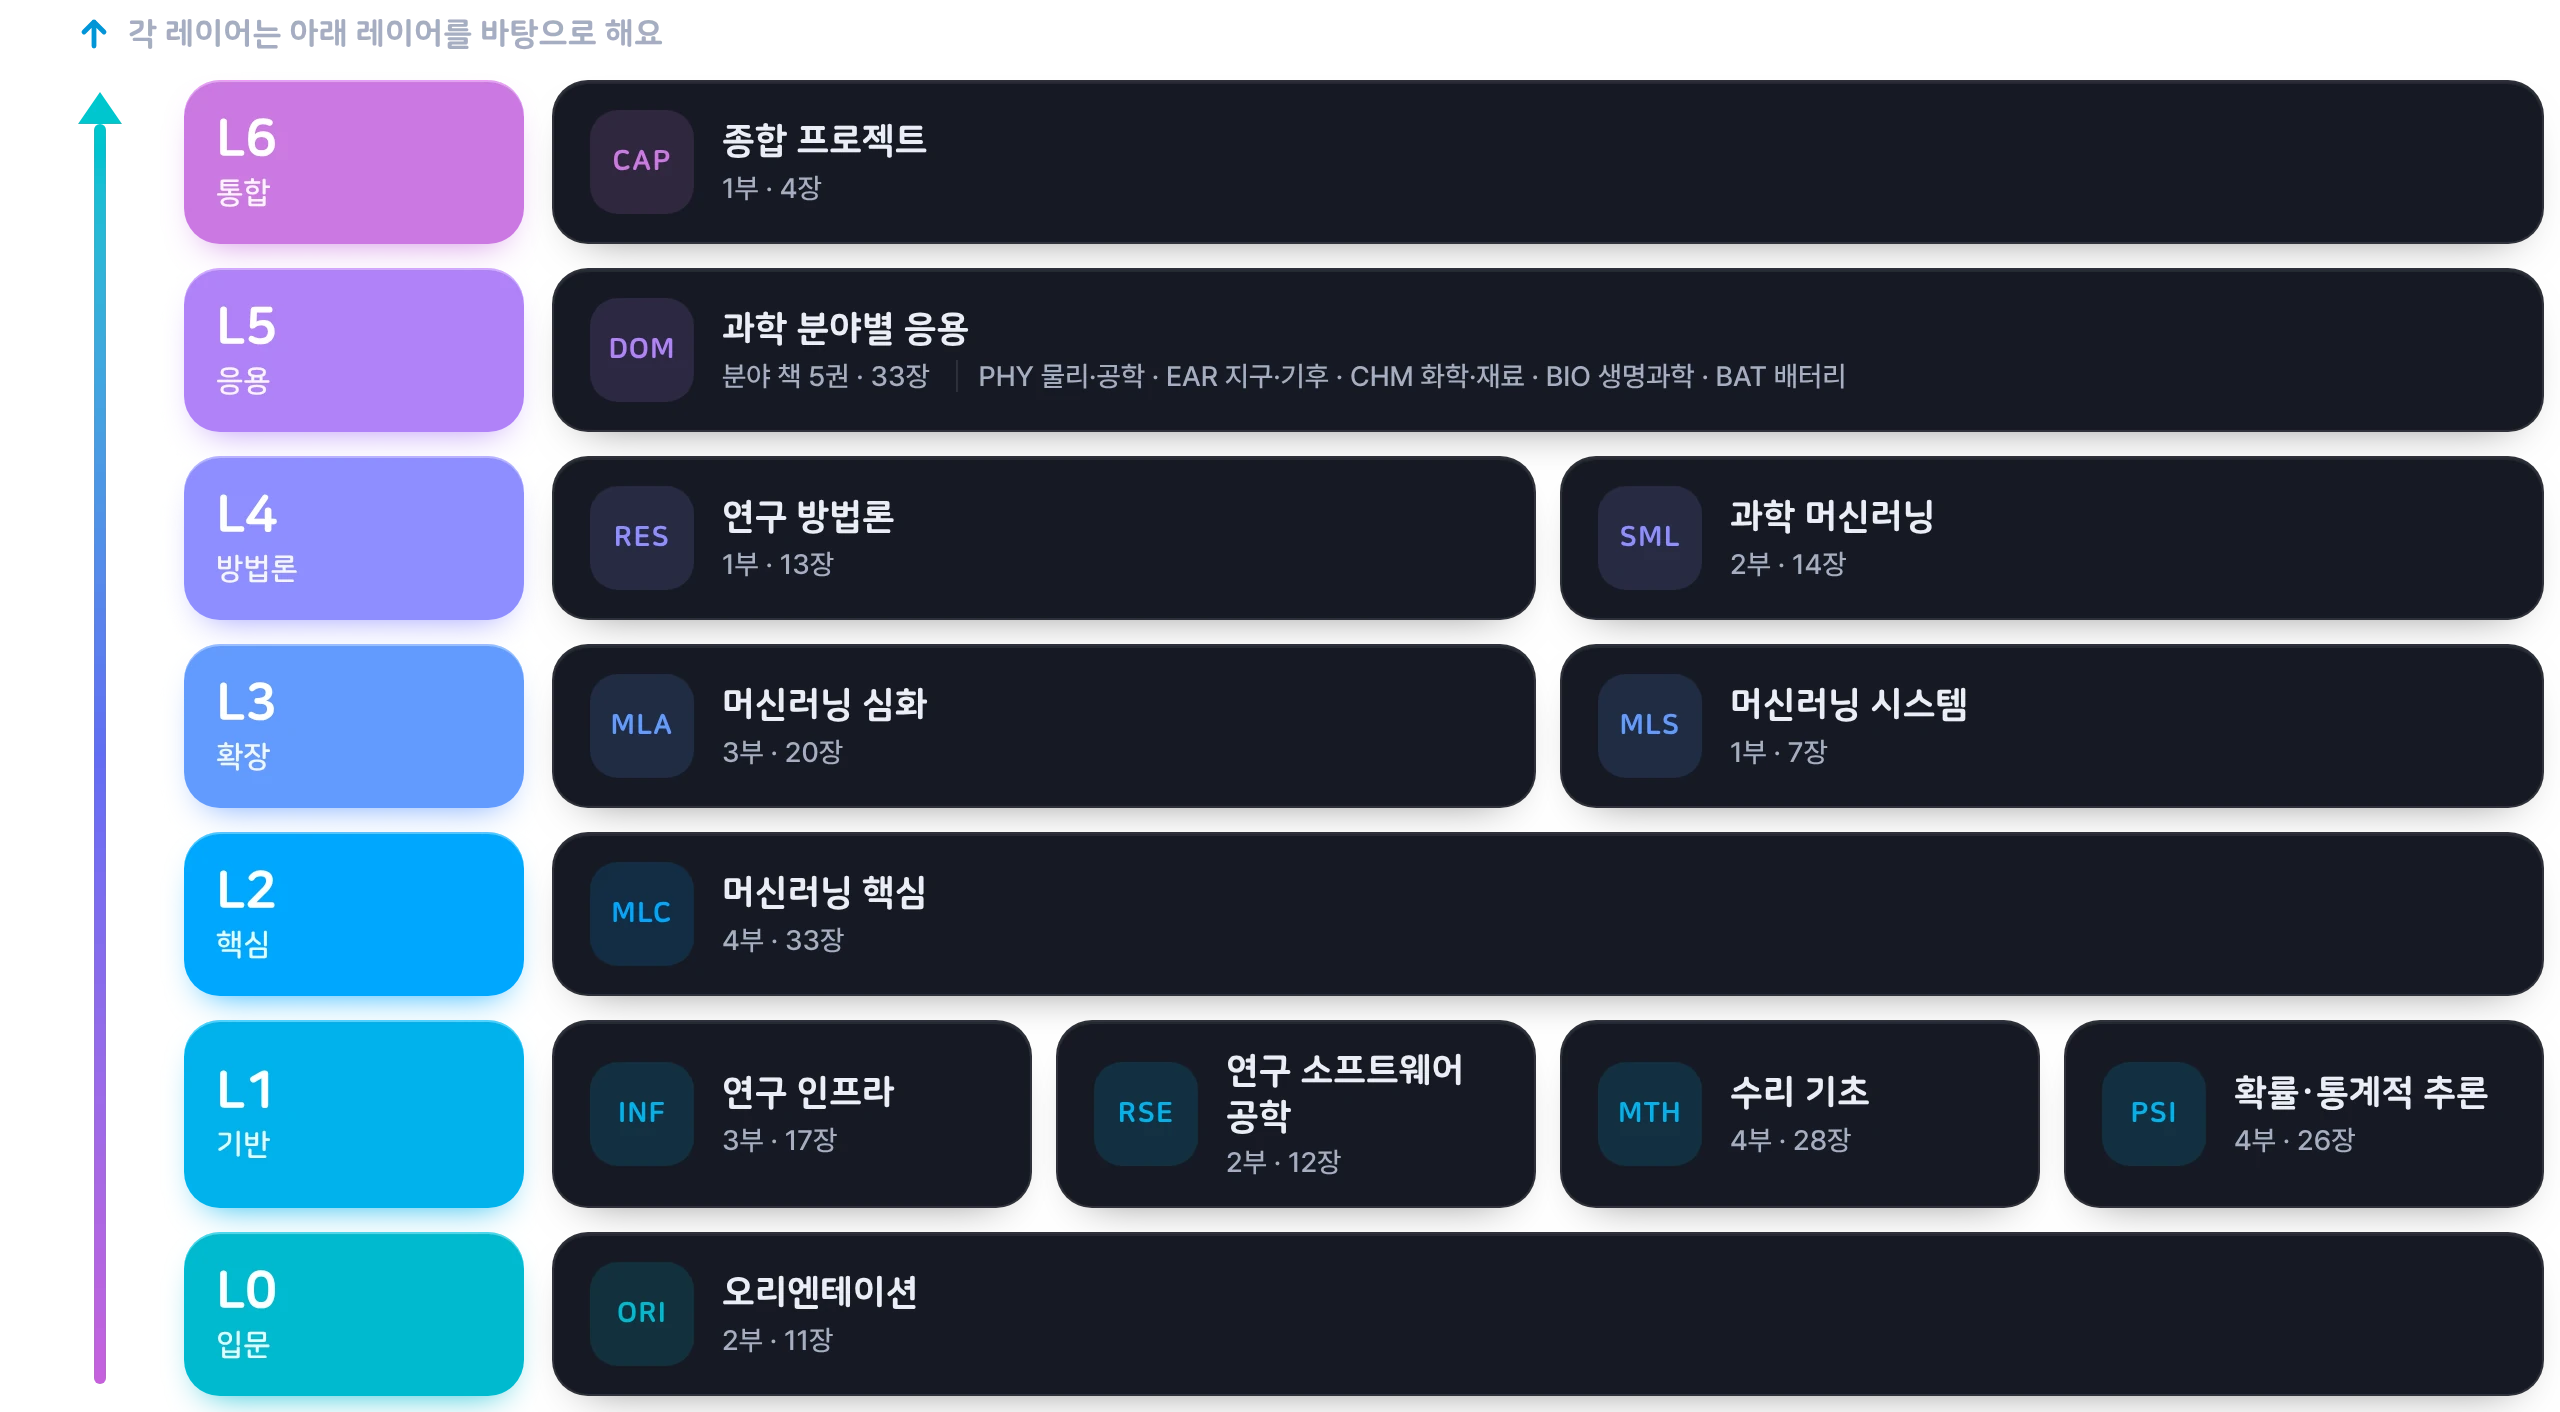 각 레이어는 아래 레이어를 바탕으로 해요
L6
통합
CAP
종합 프로젝트
1부 · 4장
L5
응용
DOM
과학 분야별 응용
분야 책 5권 · 33장 PHY 물리·공학 · EAR 지구·기후 · CHM 화학·재료 · BIO 생명과학 · BAT 배터리
L4
방법론
RES
연구 방법론
1부 · 13장
SML
과학 머신러닝
2부 · 14장
L3
확장
MLA
머신러닝 심화
3부 · 20장
MLS
머신러닝 시스템
1부 · 7장
L2
핵심
MLC
머신러닝 핵심
4부 · 33장
L1
기반
INF
연구 인프라
3부 · 17장
RSE
연구 소프트웨어
공학
2부 · 12장
MTH
수리 기초
4부 · 28장
PSI
확률·통계적 추론
4부 · 26장
L0
입문
ORI
오리엔테이션
2부 · 11장